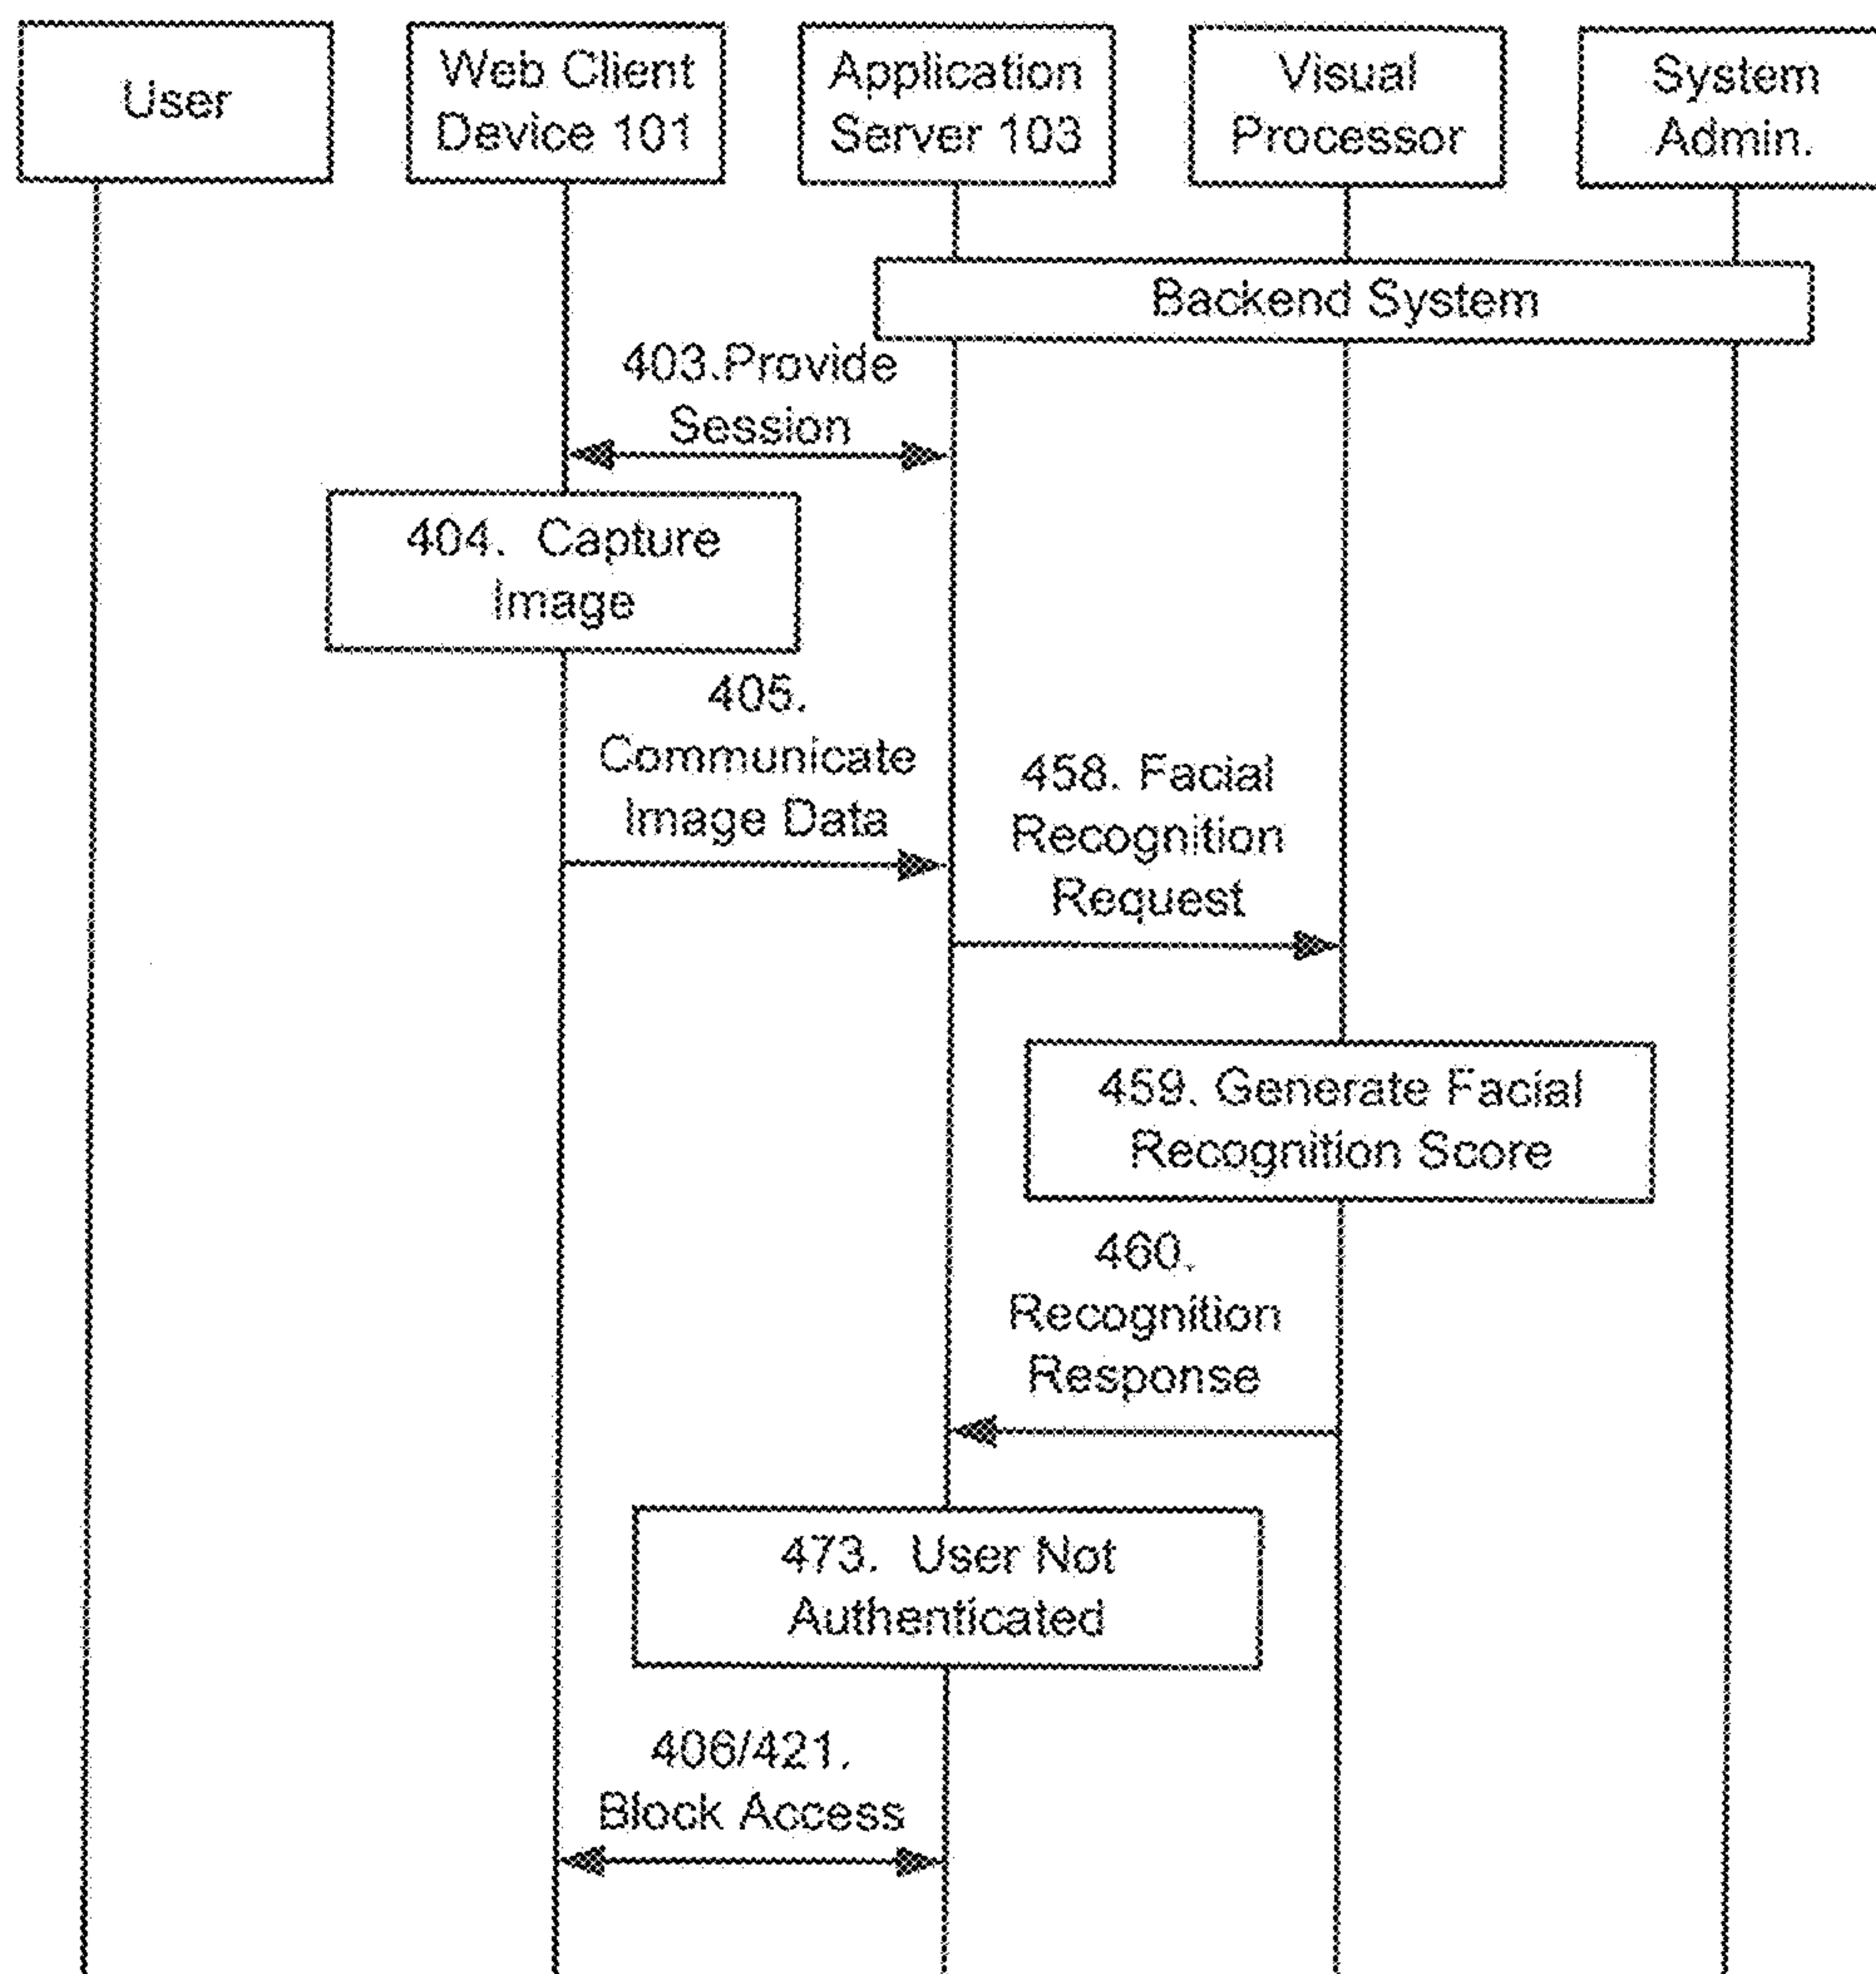 User
Web Client
Device 101
Application
Server 103
Visual
Processor
System
Admin.
Backend System
403.Provide
Session
404. Capture
Image
405.
Communicate
Image Data
458. Facial
Recognition
Request
459. Generate Facial
Recognition Score
460.
Recognition
Response
473. User Not
Authenticated
406/421.
Block Access